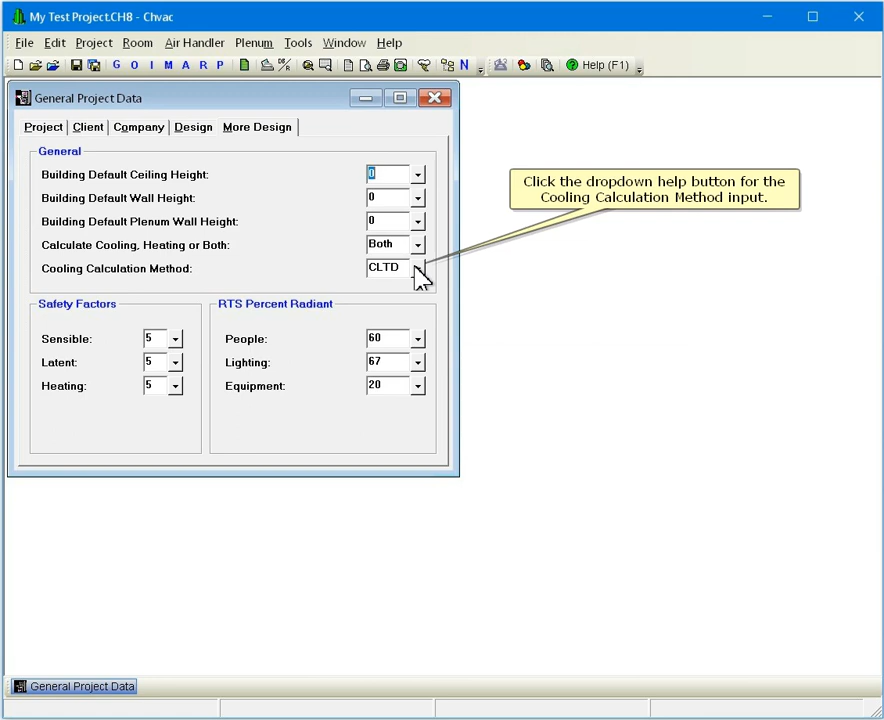 My Test Project.CH8 - Chvac
File Edit Project Room Air Handler Plenum Tools Window Help
G O I M A R P N Help (F1)
General Project Data
Project Client Company Design More Design
General
Building Default Ceiling Height: 0
Building Default Wall Height: 0
Building Default Plenum Wall Height: 0
Calculate Cooling, Heating or Both: Both
Cooling Calculation Method: CLTD
Click the dropdown help button for the
Cooling Calculation Method input.
Safety Factors
Sensible: 5
Latent: 5
Heating: 5
RTS Percent Radiant
People: 60
Lighting: 67
Equipment: 20
General Project Data